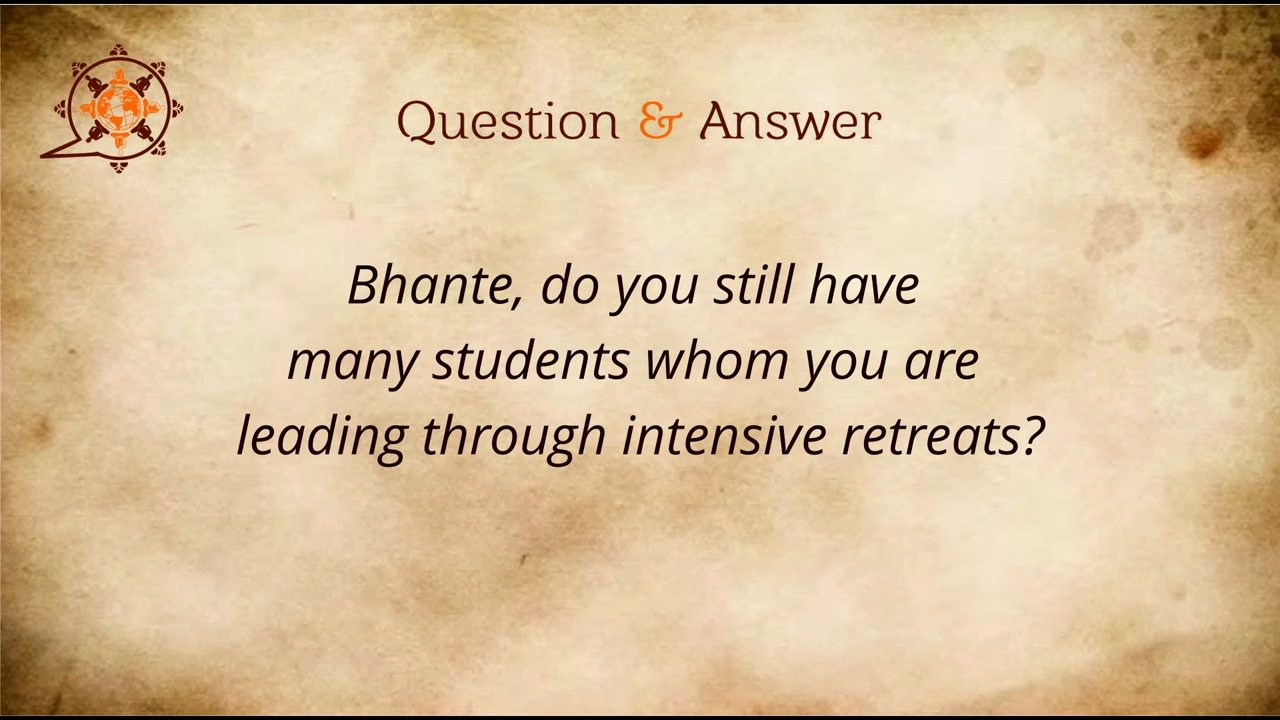 Question & Answer
Bhante, do you still have
many students whom you are
leading through intensive retreats?